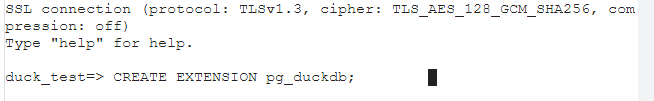 SSL connection (protocol: TLSv1.3, cipher: TLS_AES_128_GCM_SHA256, com
pression: off)
Type "help" for help.
duck_test=> CREATE EXTENSION pg_duckdb;